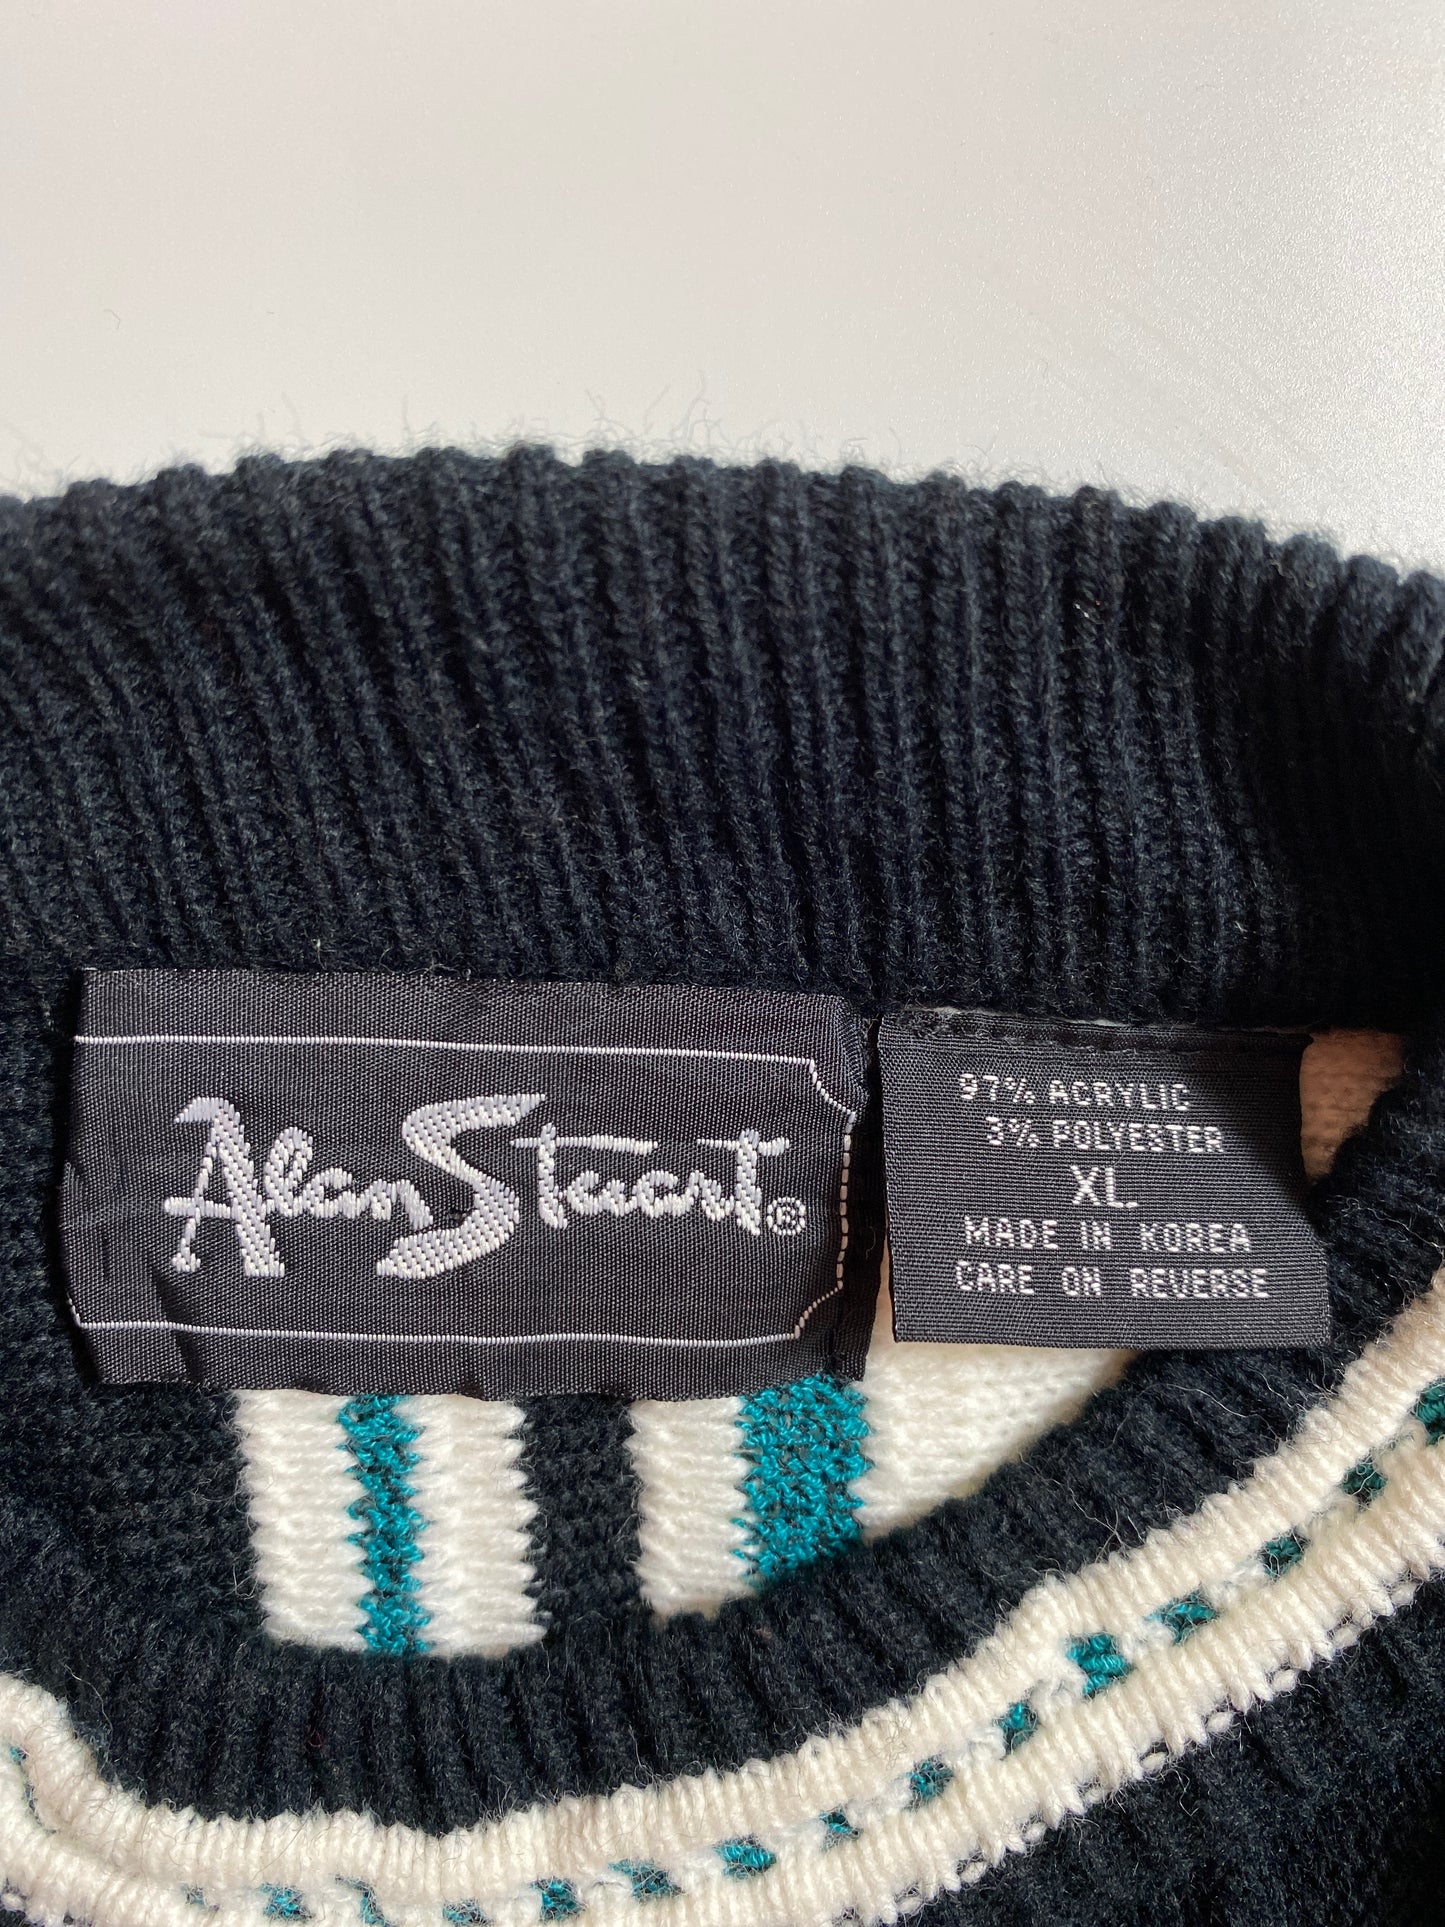 Alan Stuart®
97% ACRYLIC
3% POLYESTER
XL
MADE IN KOREA
CARE ON REVERSE